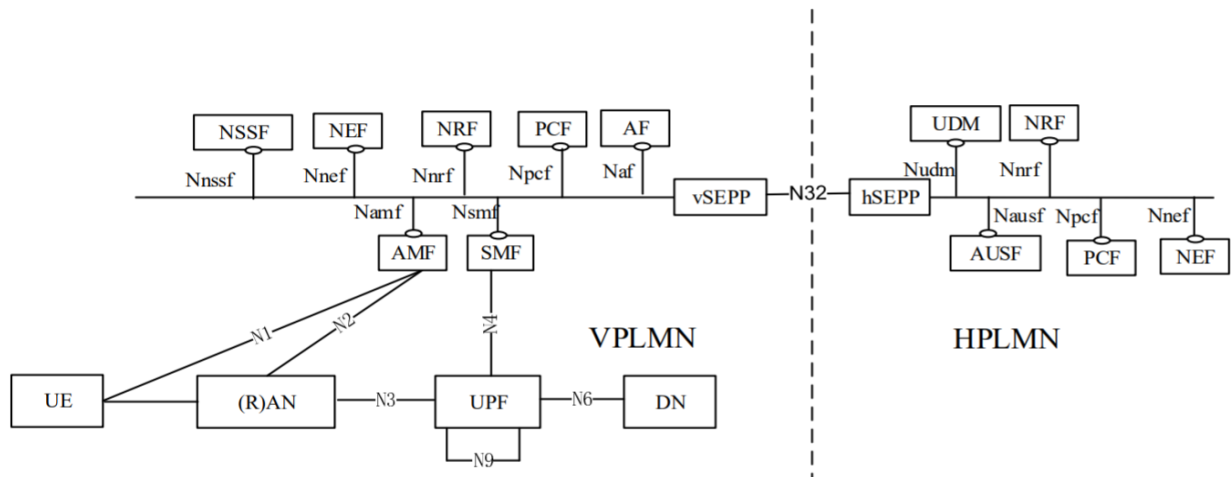 NSSF
NEF
NRF
PCF
AF
UDM
NRF
Nnssf
Nnef
Nnrf
Npcf
Naf
Nudm
Nnrf
vSEPP
N32
hSEPP
Namf
Nsmf
Nausf
Npcf
Nnef
AMF
SMF
AUSF
PCF
NEF
N1
N2
N4
VPLMN
HPLMN
UE
(R)AN
N3
UPF
N6
DN
N9